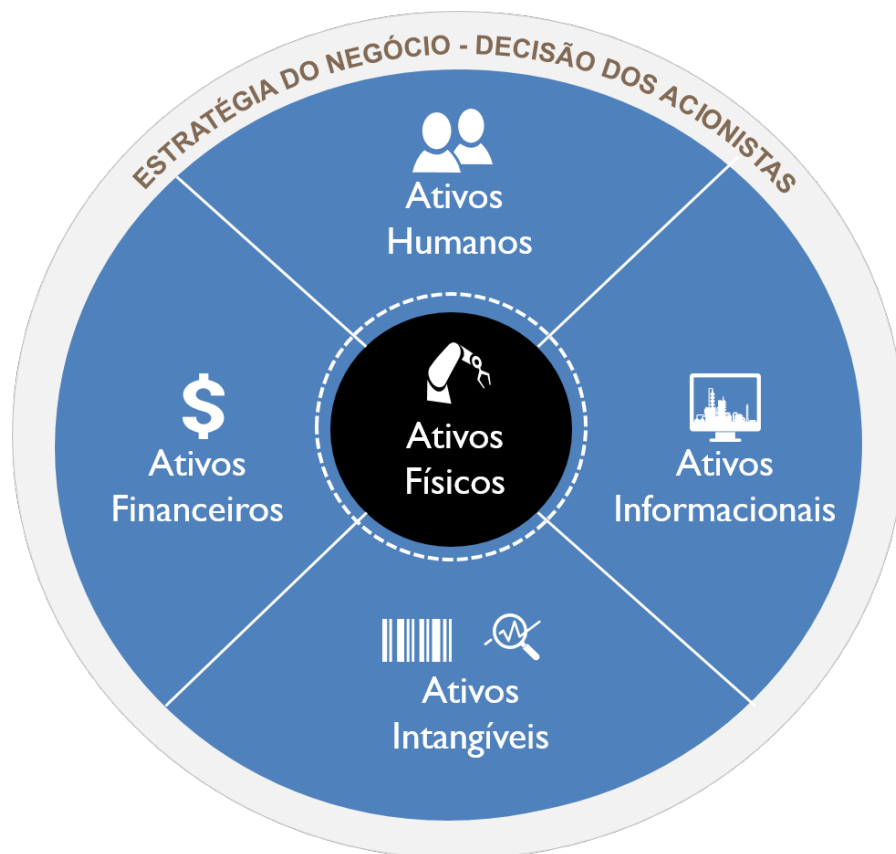 ESTRATÉGIA DO NEGÓCIO - DECISÃO DOS ACIONISTAS
Ativos
Humanos
Ativos
Financeiros
Ativos
Físicos
Ativos
Informacionais
Ativos
Intangíveis